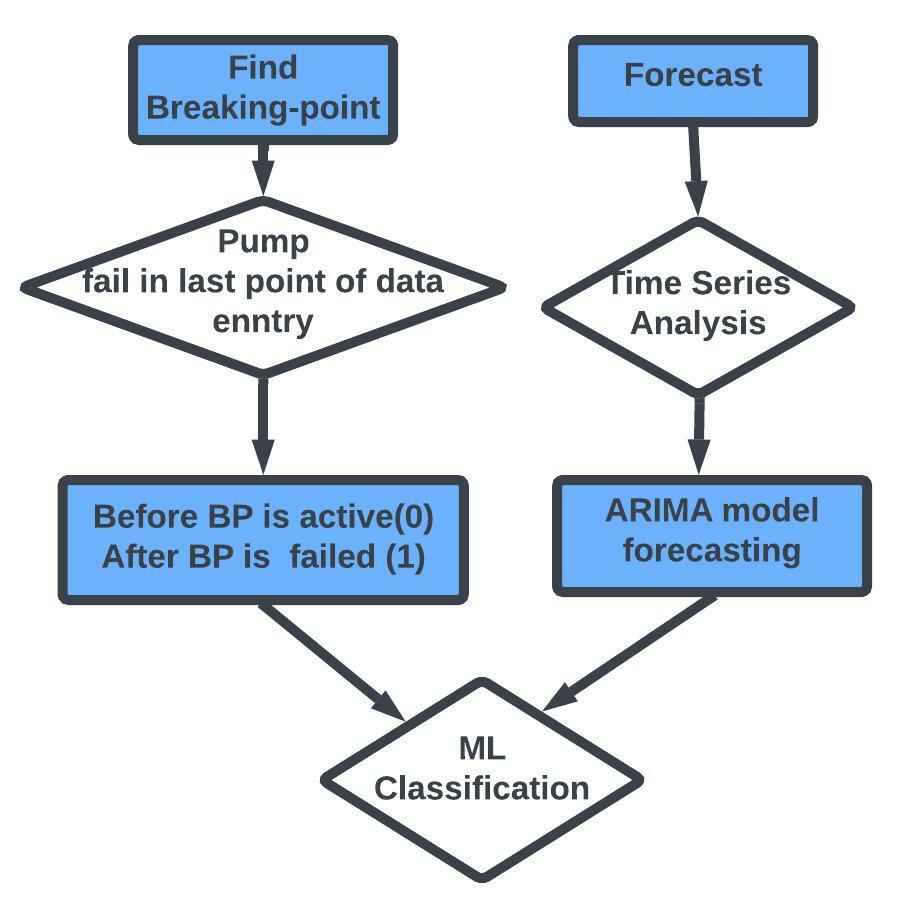 Find
Breaking-point
Forecast
Pump
fail in last point of data
enntry
Time Series
Analysis
Before BP is active(0)
After BP is  failed (1)
ARIMA model
forecasting
ML
Classification